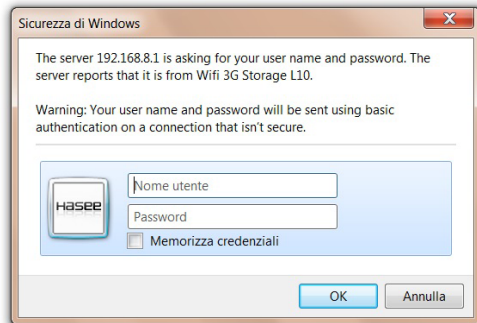 Sicurezza di Windows
The server 192.168.8.1 is asking for your user name and password. The
server reports that it is from Wifi 3G Storage L10.
Warning: Your user name and password will be sent using basic
authentication on a connection that isn't secure.
HASEE
Nome utente
Password
Memorizza credenziali
OK
Annulla